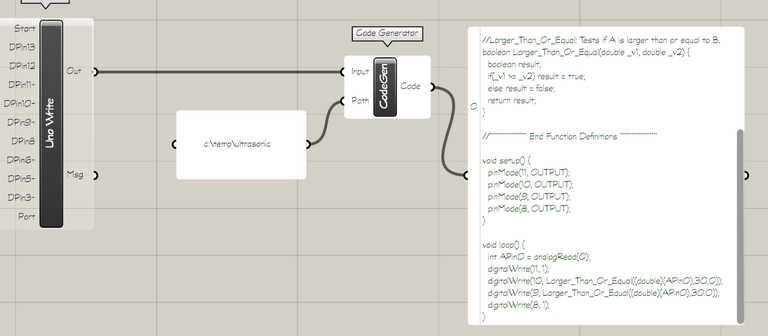 Start
DPin13
DPin12
DPin11~
DPin10~
DPin9~
DPin8
DPin6~
DPin5~
DPin3~
Port
Uno Write
Out
Msg
c:\temp\ultrasonic
Code Generator
Input
Path
CodeGen
Code
0
//Larger_Than_Or_Equal: Tests if A is larger than or equal to B.
boolean Larger_Than_Or_Equal(double _v1, double _v2) {
boolean result;
if(_v1 >= _v2) result = true;
else result = false;
return result;
}
End Function Definitions
void setup() {
pinMode(11, OUTPUT);
pinMode(10, OUTPUT);
pinMode(9, OUTPUT);
pinMode(8, OUTPUT);
}
void loop() {
int APin0 = analogRead(0);
digitalWrite(11, 1);
digitalWrite(10, Larger_Than_Or_Equal((double)(APin0),30.0));
digitalWrite(9, Larger_Than_Or_Equal((double)(APin0),30.0));
digitalWrite(8, 1);
}